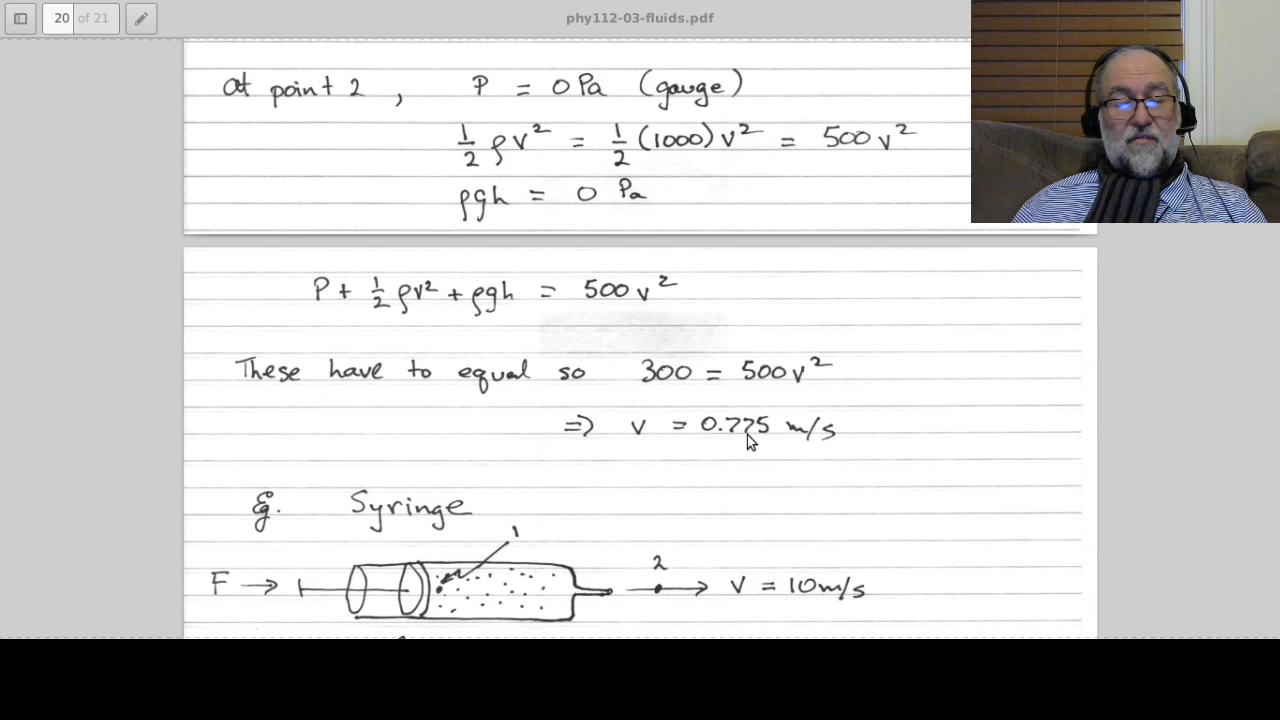 20 of 21
phy112-03-fluids.pdf
At point 2, P = 0 Pa (gauge)
1/2 ρv² = 1/2 (1000) v² = 500 v²
ρgh = 0 Pa
P + 1/2 ρv² + ρgh = 500 v²
These have to equal so 300 = 500 v²
⇒ v = 0.775 m/s
Eg. Syringe
1
2
F → v = 10 m/s